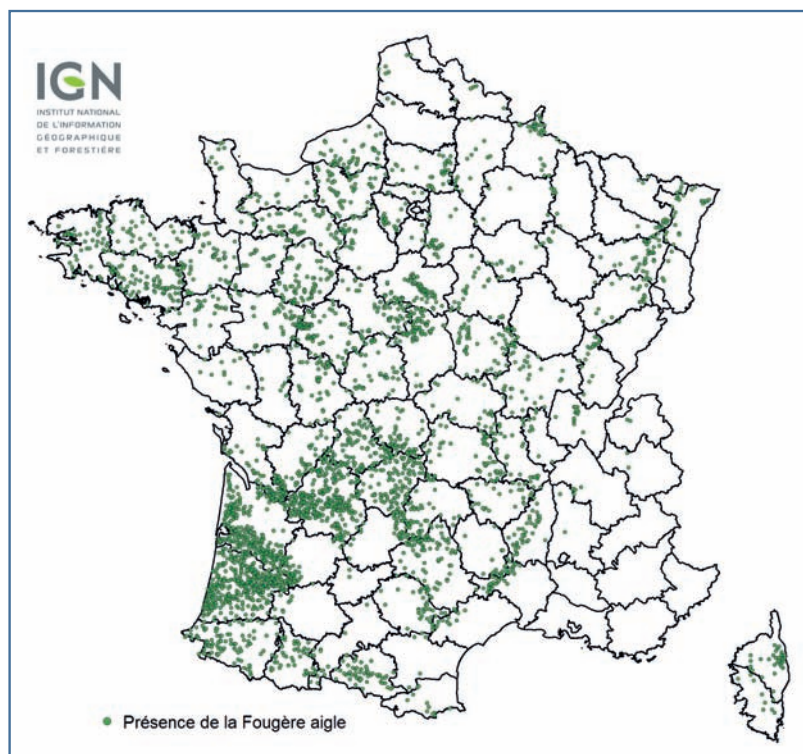 IGN
INSTITUT NATIONAL
DE L'INFORMATION
GÉOGRAPHIQUE
ET FORESTIÈRE
Présence de la Fougère aigle